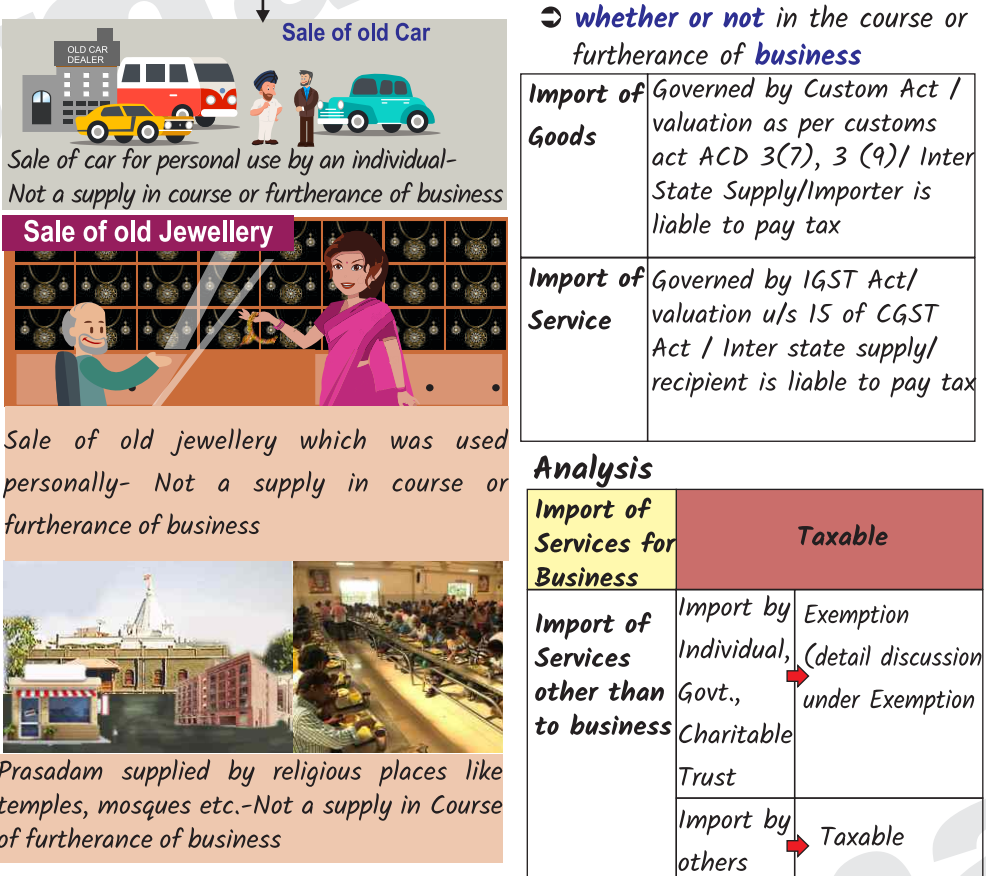 Sale of old Car
OLD CAR
DEALER
Sale of car for personal use by an individual-
Not a supply in course or furtherance of business
Sale of old Jewellery
Sale of old jewellery which was used
personally- Not a supply in course or
furtherance of business
Prasadam supplied by religious places like
temples, mosques etc.-Not a supply in Course
of furtherance of business
➲ whether or not in the course or
furtherance of business
Import of
Goods
Governed by Custom Act /
valuation as per customs
act ACD 3(7), 3 (9)/ Inter
State Supply/Importer is
liable to pay tax
Import of
Service
Governed by IGST Act/
valuation u/s 15 of CGST
Act / Inter state supply/
recipient is liable to pay tax
Analysis
Import of
Services for
Business
Taxable
Import of
Services
other than
to business
Import by
Individual,
Govt.,
Charitable
Trust
Exemption
(detail discussion
under Exemption
Import by
others
Taxable